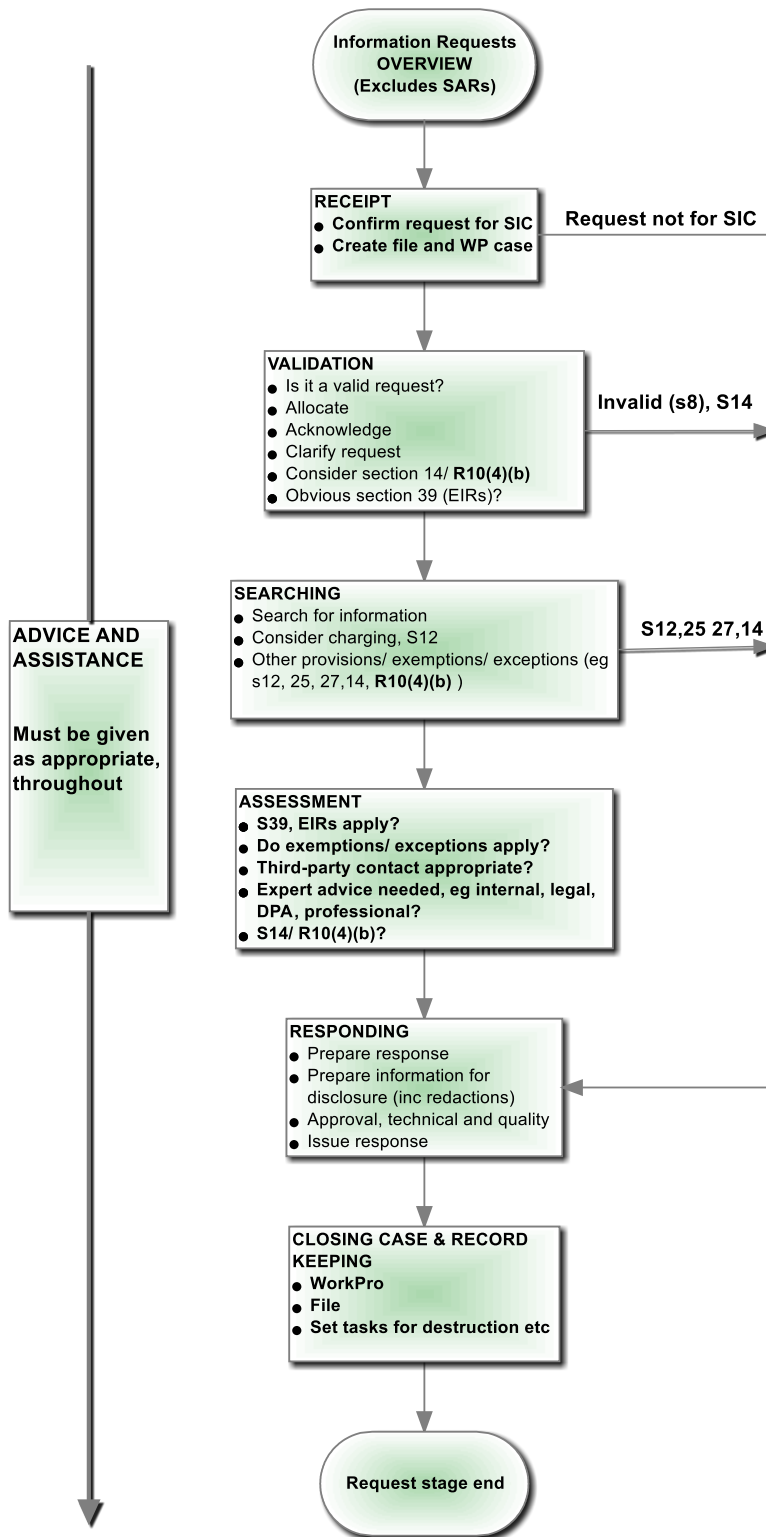 Information Requests
OVERVIEW
(Excludes SARs)
RECEIPT
● Confirm request for SIC
● Create file and WP case
Request not for SIC
VALIDATION
● Is it a valid request?
● Allocate
● Acknowledge
● Clarify request
● Consider section 14/ R10(4)(b)
● Obvious section 39 (EIRs)?
Invalid (s8), S14
SEARCHING
● Search for information
● Consider charging, S12
● Other provisions/ exemptions/ exceptions (eg
s12, 25, 27,14, R10(4)(b) )
S12,25 27,14
ADVICE AND
ASSISTANCE
Must be given
as appropriate,
throughout
ASSESSMENT
● S39, EIRs apply?
● Do exemptions/ exceptions apply?
● Third-party contact appropriate?
● Expert advice needed, eg internal, legal,
DPA, professional?
● S14/ R10(4)(b)?
RESPONDING
● Prepare response
● Prepare information for
disclosure (inc redactions)
● Approval, technical and quality
● Issue response
CLOSING CASE & RECORD
KEEPING
● WorkPro
● File
● Set tasks for destruction etc
Request stage end